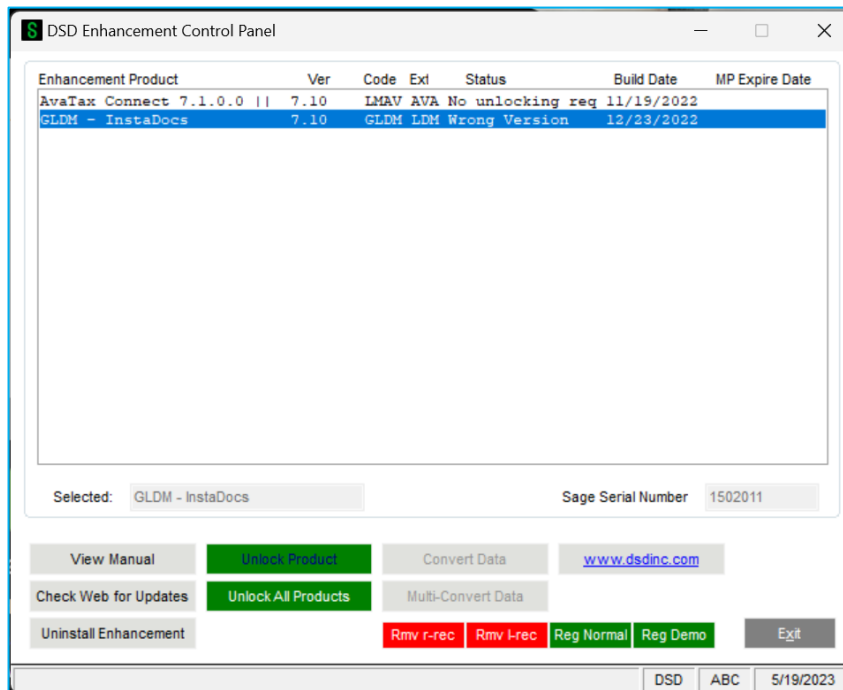 S DSD Enhancement Control Panel
Enhancement Product Ver Code Ext Status Build Date MP Expire Date
AvaTax Connect 7.1.0.0 || 7.10 LMAV AVA No unlocking req 11/19/2022
GLDM - InstaDocs 7.10 GLDM LDM Wrong Version 12/23/2022
Selected: GLDM - InstaDocs Sage Serial Number 1502011
View Manual Unlock Product Convert Data www.dsdinc.com
Check Web for Updates Unlock All Products Multi-Convert Data
Uninstall Enhancement Rmv r-rec Rmv l-rec Reg Normal Reg Demo Exit
DSD ABC 5/19/2023